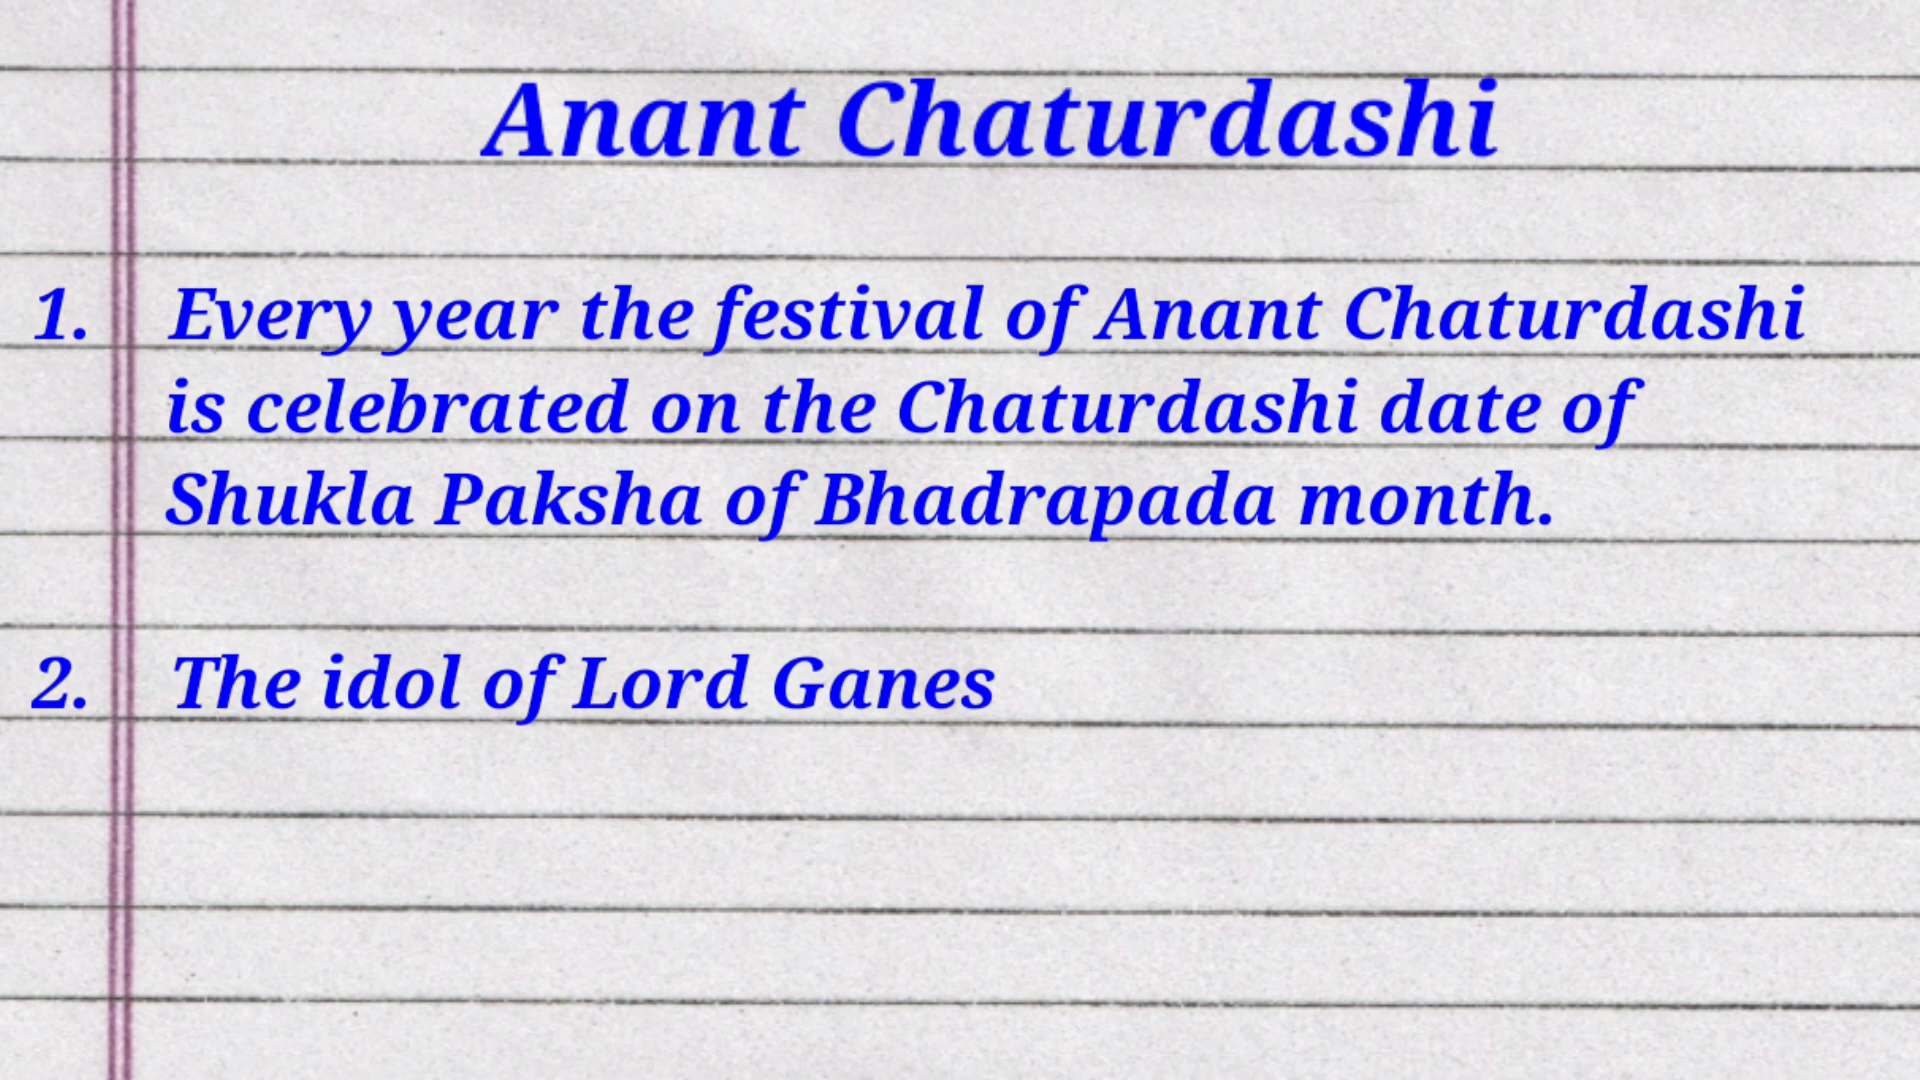 Anant Chaturdashi
1. Every year the festival of Anant Chaturdashi
is celebrated on the Chaturdashi date of
Shukla Paksha of Bhadrapada month.
2. The idol of Lord Ganes